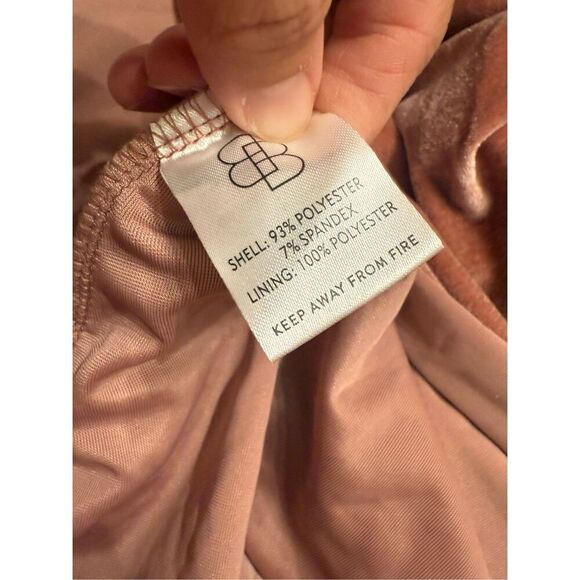 SHELL: 93% POLYESTER
7% SPANDEX
LINING: 100% POLYESTER
KEEP AWAY FROM FIRE